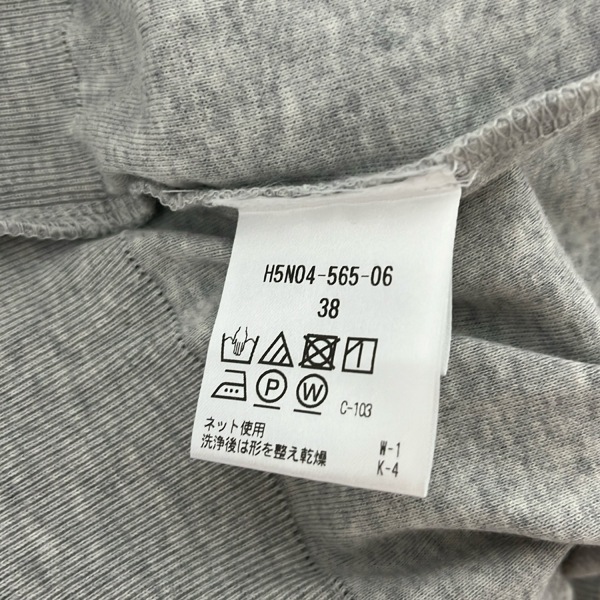 H5N04-565-06
38
P W C-103
ネット使用
洗浄後は形を整え乾燥
W-1
K-4